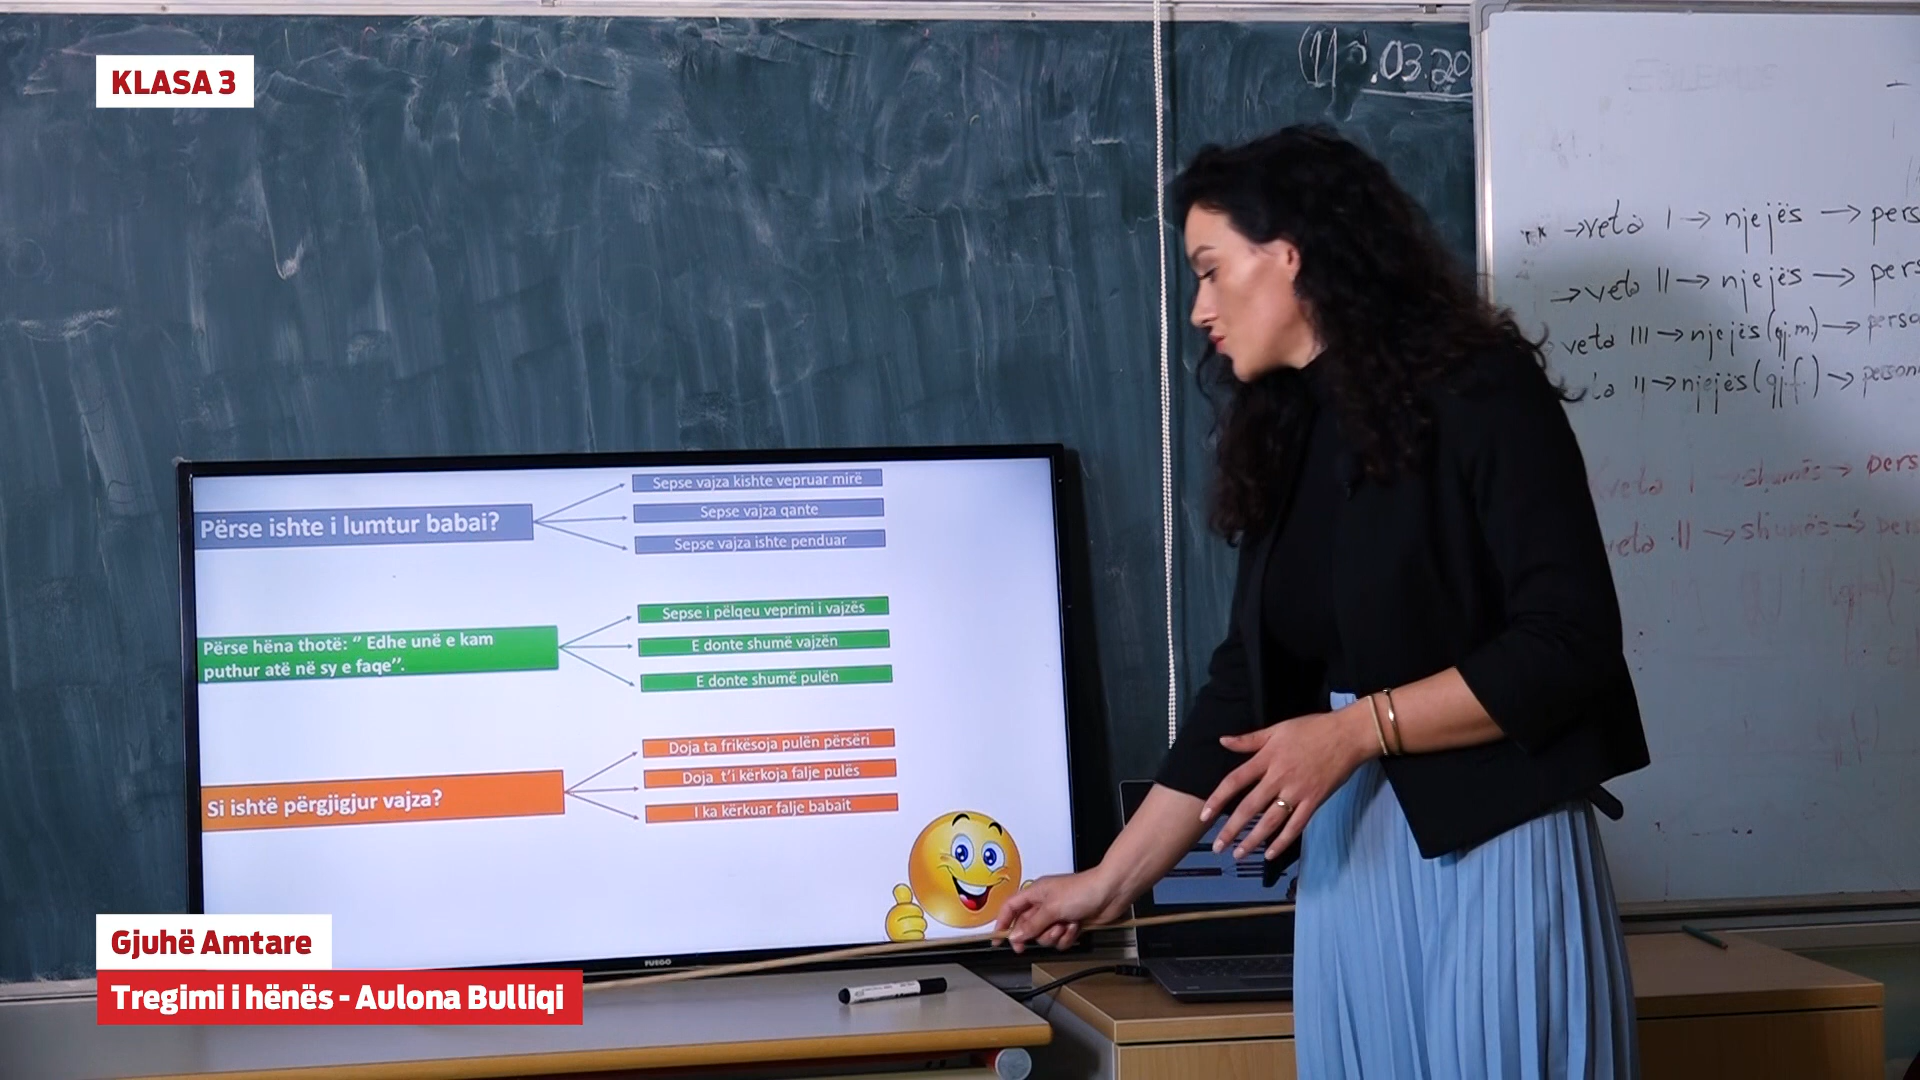 KLASA 3
.03.20
veta I → njejës → pers
→ veta II → njejës → pers
veta III → njejës (gj.m.) → perso
→ njejës (gj.f.) → person
veta I → shumës → pers
veta II → shumës → pers
Përse ishte i lumtur babai?
Sepse vajza kishte vepruar mirë
Sepse vajza qante
Sepse vajza ishte penduar
Përse hëna thotë: “ Edhe unë e kam
puthur atë në sy e faqe”.
Sepse i pëlqeu veprimi i vajzës
E donte shumë vajzën
E donte shumë pulën
Si ishtë përgjigjur vajza?
Doja ta frikësoja pulën përsëri
Doja t’i kërkoja falje pulës
I ka kërkuar falje babait
FUEGO
Gjuhë Amtare
Tregimi i hënës - Aulona Bulliqi